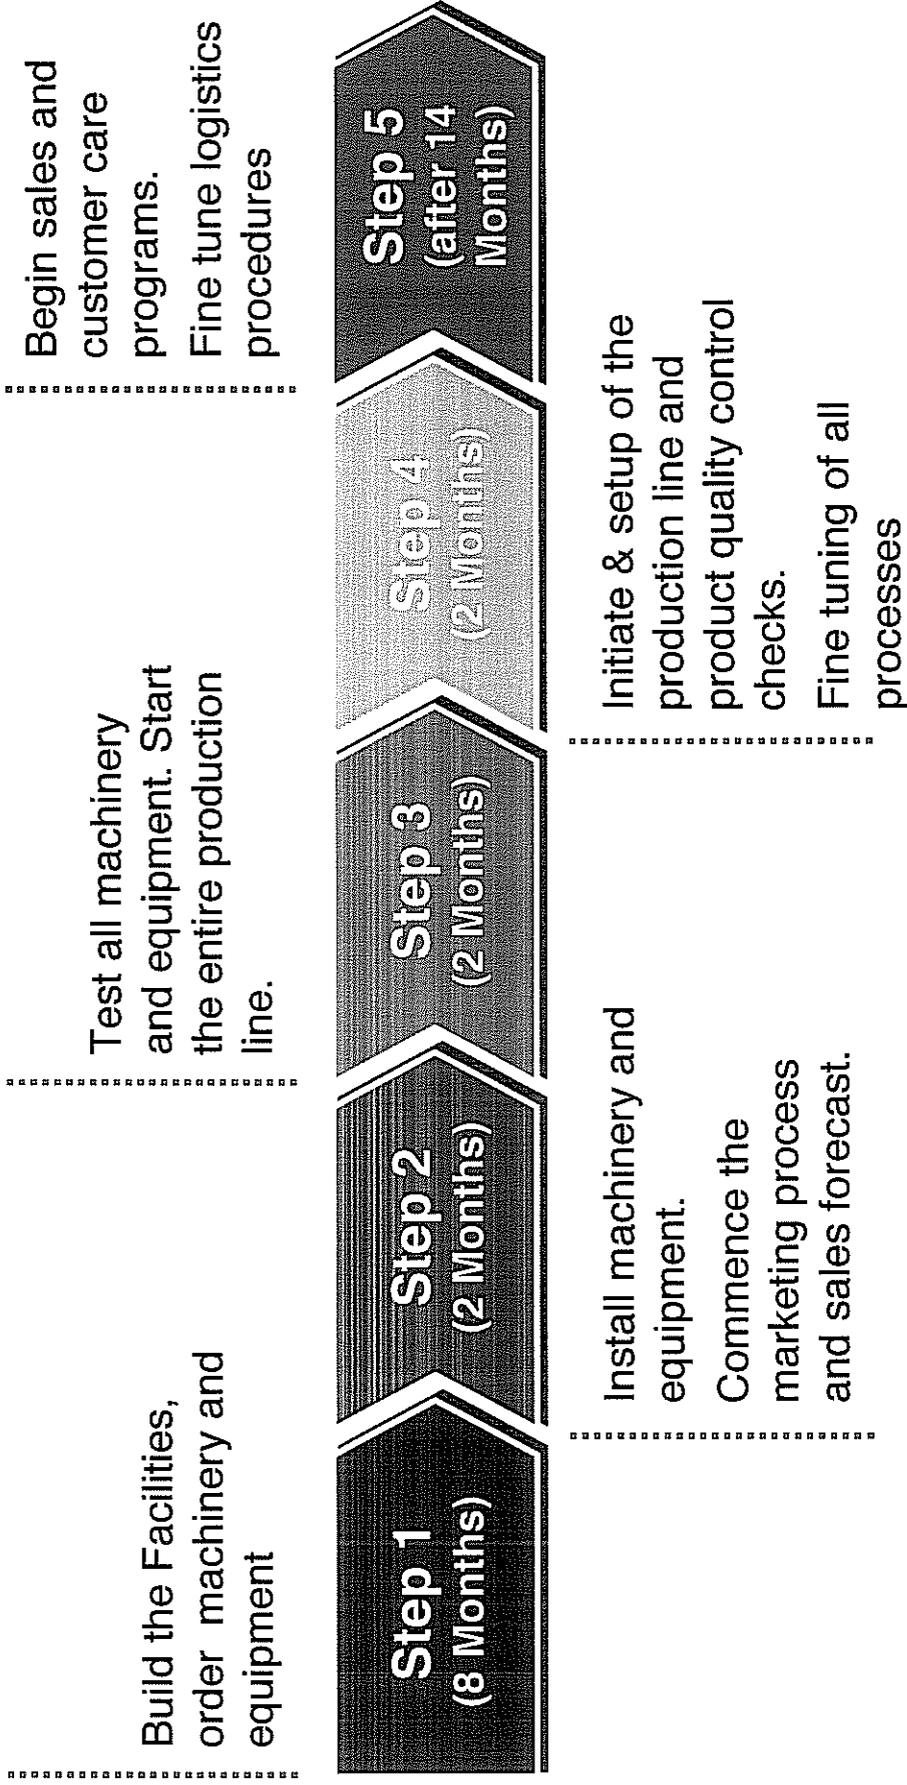 Build the Facilities,
order machinery and
equipment
Test all machinery
and equipment. Start
the entire production
line.
Begin sales and
customer care
programs.
Fine tune logistics
procedures
Step 1
(8 Months)
Step 2
(2 Months)
Step 3
(2 Months)
Step 4
(2 Months)
Step 5
(after 14
Months)
Install machinery and
equipment.
Commence the
marketing process
and sales forecast.
Initiate & setup of the
production line and
product quality control
checks.
Fine tuning of all
processes